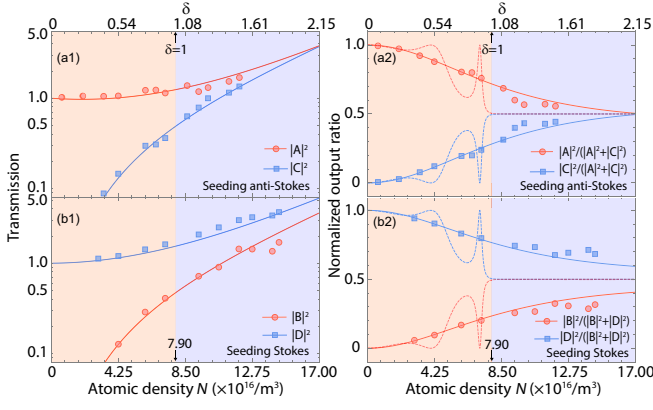 δ
0 0.54 1.08 1.61 2.15
δ
0 0.54 1.08 1.61 2.15
5.0
(a1)
δ=1
1.0
0.5
0.1
|A|²
|C|²
Seeding anti-Stokes
1.0
(a2)
δ=1
0.5
0.0
|A|²/(|A|²+|C|²)
|C|²/(|A|²+|C|²)
Seeding anti-Stokes
Transmission
Normalized output ratio
5.0
(b1)
1.0
0.5
0.1
|B|²
|D|²
7.90
Seeding Stokes
1.0
(b2)
0.5
0.0
|B|²/(|B|²+|D|²)
|D|²/(|B|²+|D|²)
7.90
Seeding Stokes
0 4.25 8.50 12.75 17.00
Atomic density N (×10¹⁶/m³)
0 4.25 8.50 12.75 17.00
Atomic density N (×10¹⁶/m³)